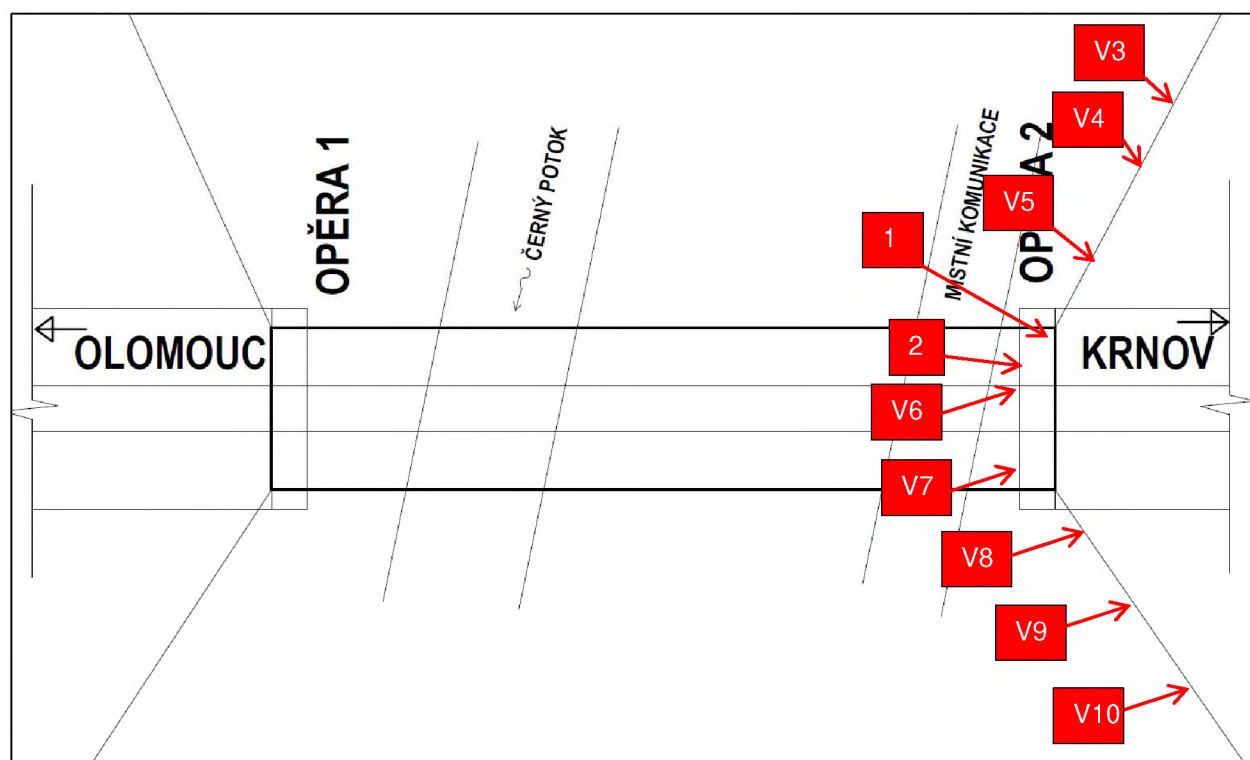 V3
V4
V5
1
2
V6
V7
V8
V9
V10
OPĚRA 1
ČERNÝ POTOK
MÍSTNÍ KOMUNIKACE
OP A 2
OLOMOUC
KRNOV